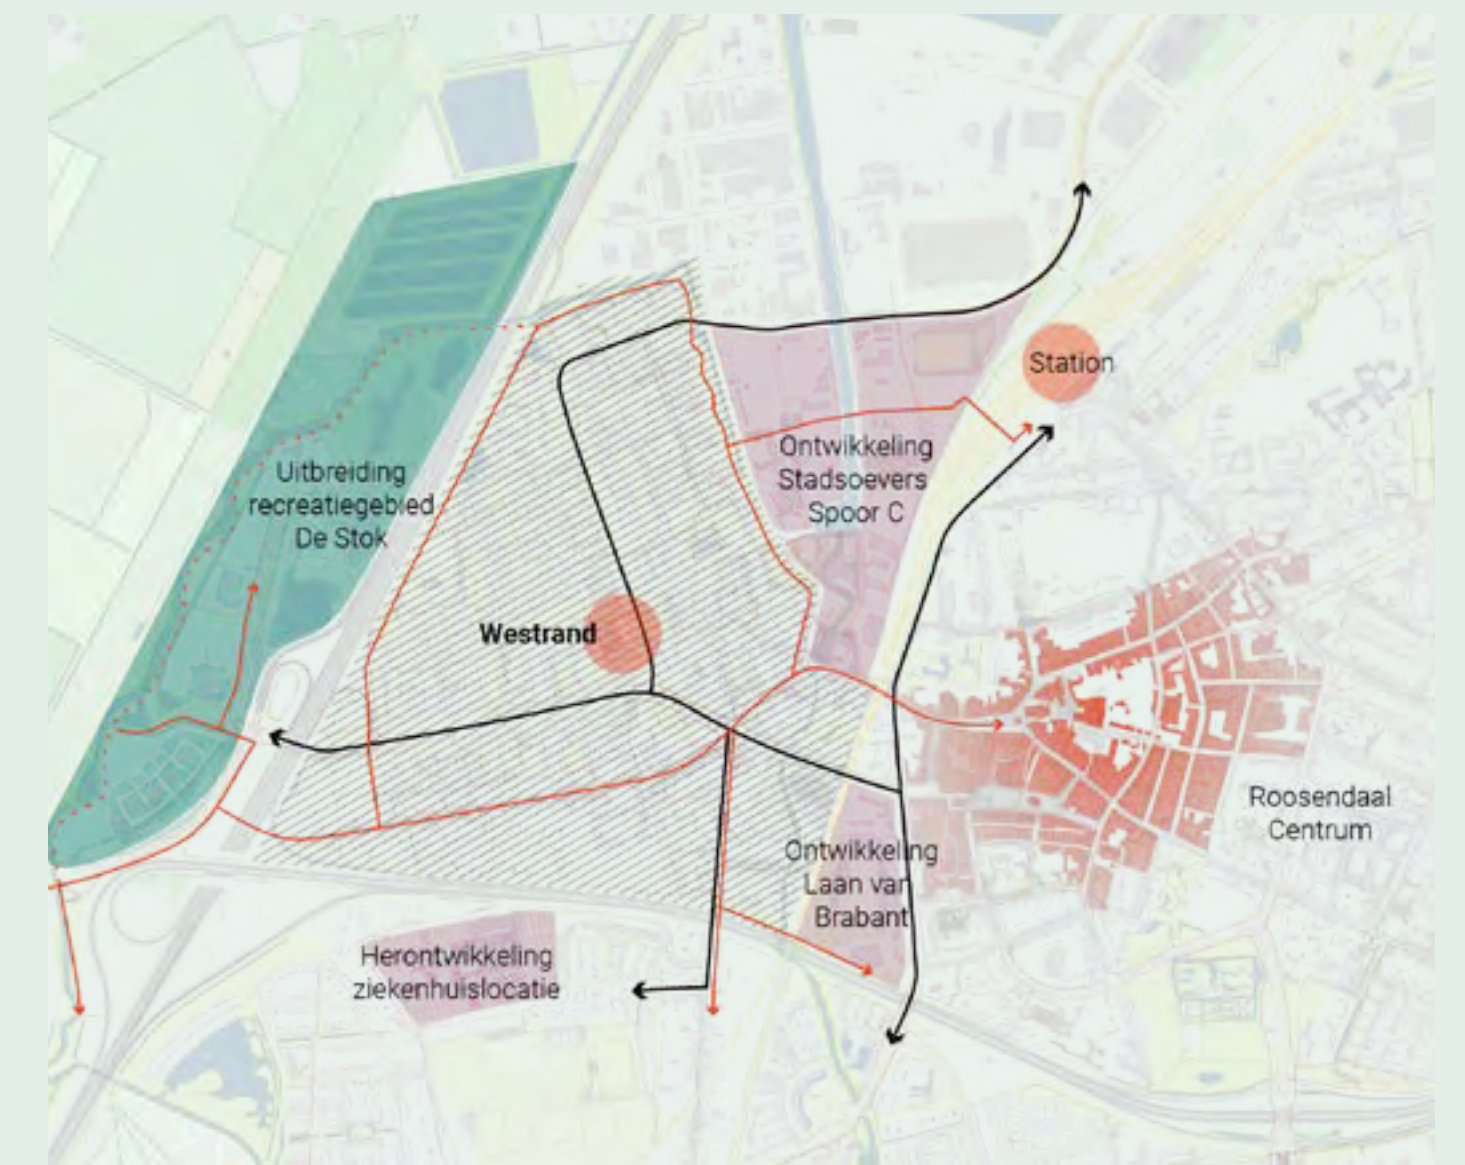 Station
Ontwikkeling
Stadsoevers
Spoor C
Uitbreiding
recreatiegebied
De Stok
Westrand
Roosendaal
Centrum
Ontwikkeling
Laan van
Brabant
Herontwikkeling
ziekenhuislocatie